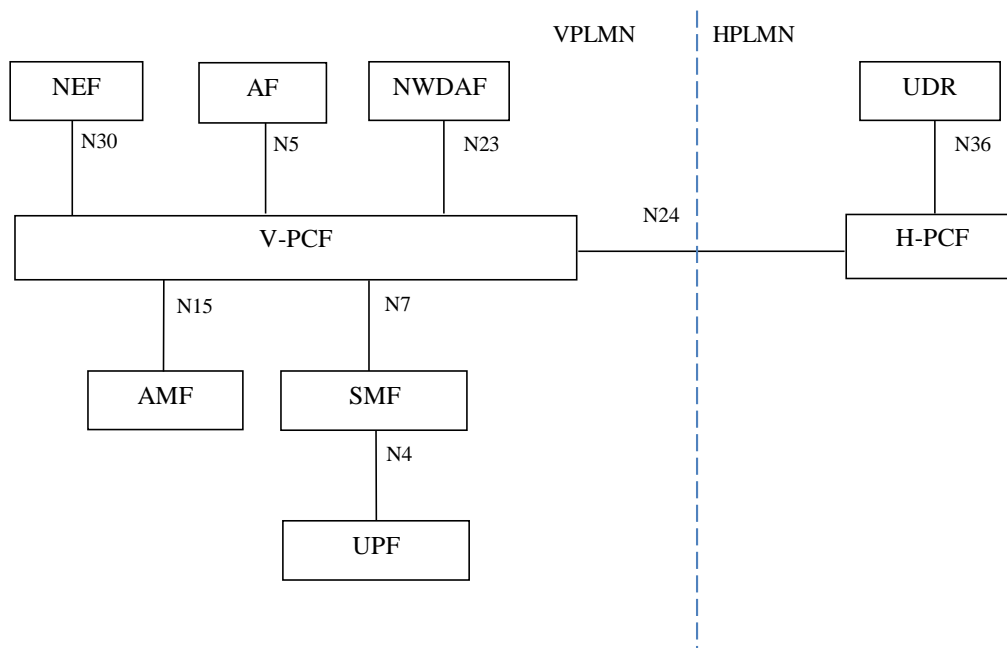 VPLMN HPLMN
NEF AF NWDAF UDR
N30 N5 N23 N36
N24
V-PCF H-PCF
N15 N7
AMF SMF
N4
UPF